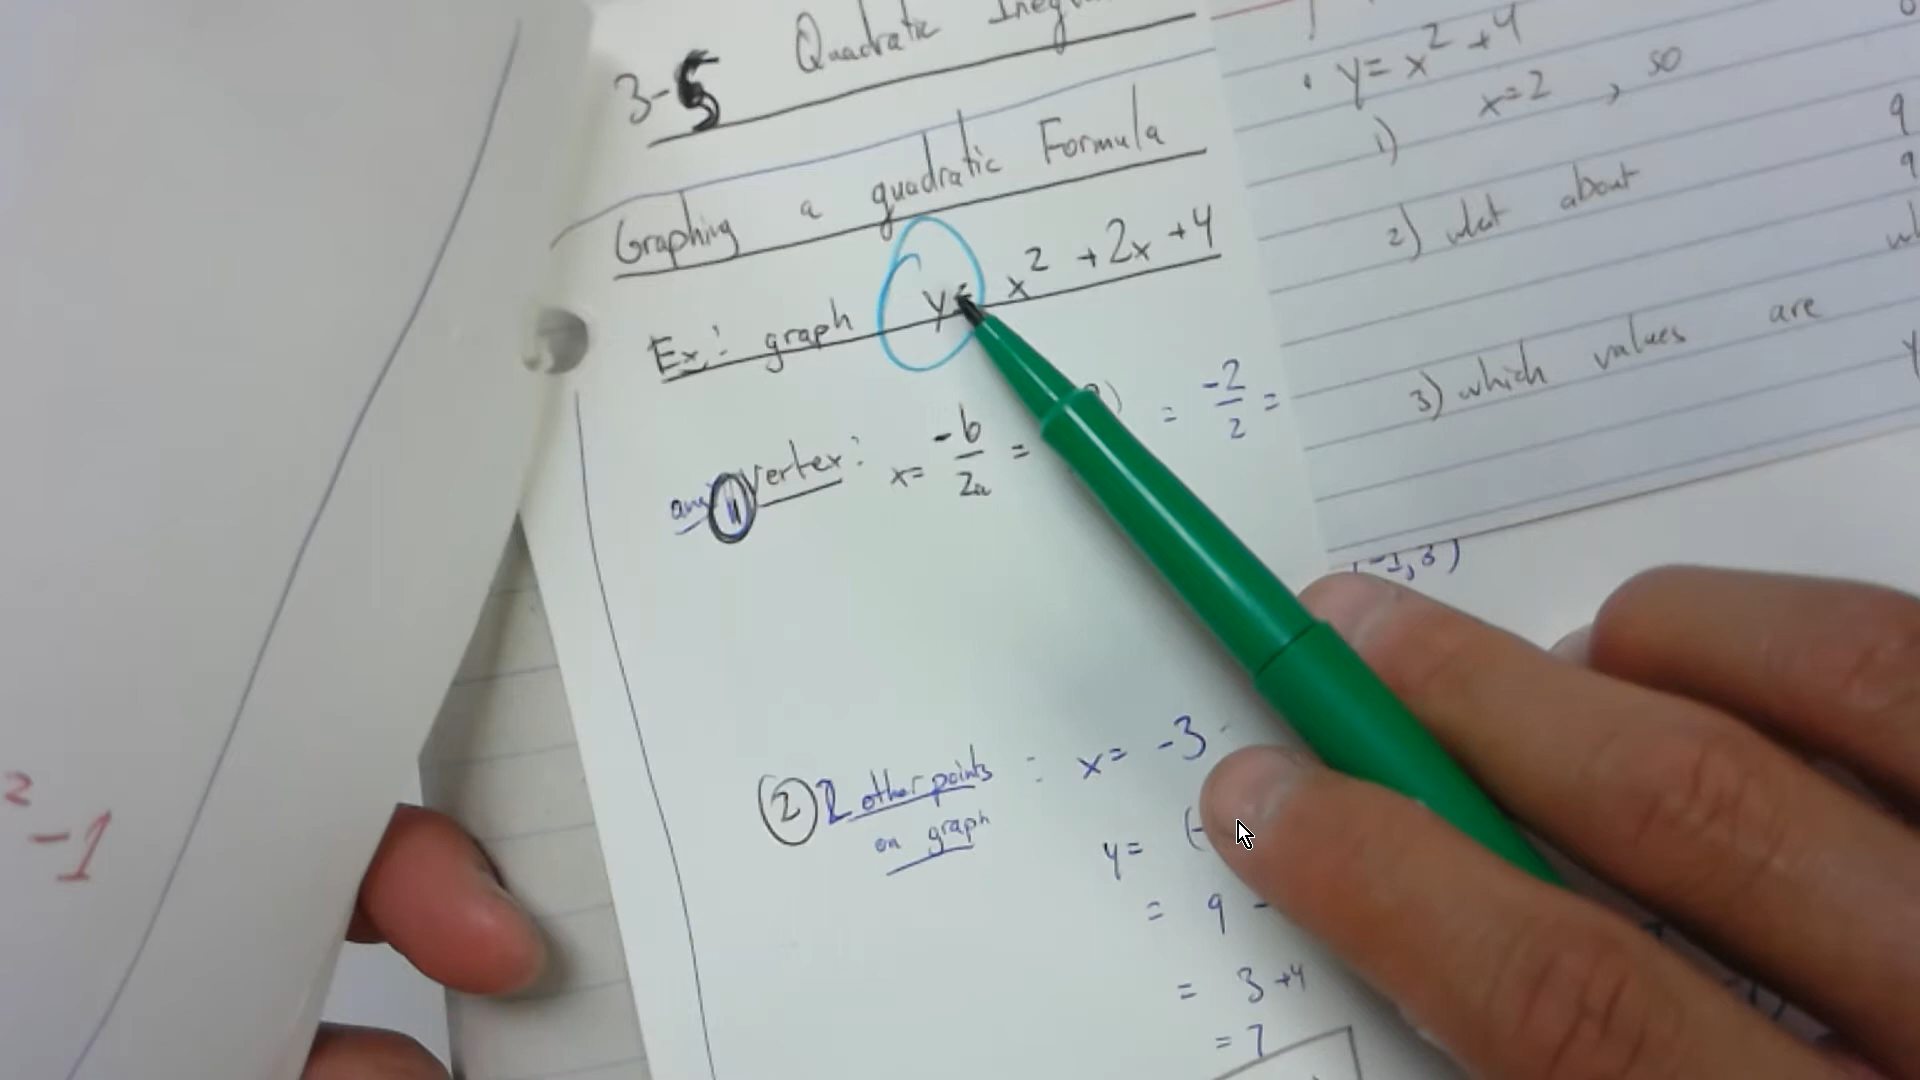 3-5 Quadratic
Graphing a quadratic Formula
Ex: graph y= x² +2x +4
① vertex: x= -b/2a = = -2/2 =
② 2 other points : x= -3
on graph
y= (-
= 9 -
= 3 +4
= 7
y= x² +4
1) x=2 , so
2) what about
3) which values are
(-1,3)
² -1